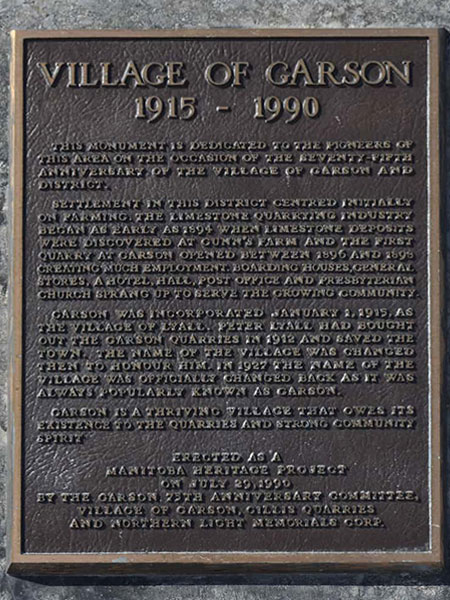 VILLAGE OF GARSON
1915 - 1990
THIS MONUMENT IS DEDICATED TO THE PIONEERS OF
THIS AREA ON THE OCCASION OF THE SEVENTY-FIFTH
ANNIVERSARY OF THE VILLAGE OF GARSON AND
DISTRICT.
SETTLEMENT IN THIS DISTRICT CENTRED INITIALLY
ON FARMING. THE LIMESTONE QUARRYING INDUSTRY
BEGAN AS EARLY AS 1894 WHEN LIMESTONE DEPOSITS
WERE DISCOVERED AT GUNN'S FARM AND THE FIRST
QUARRY AT GARSON OPENED BETWEEN 1896 AND 1898
CREATING MUCH EMPLOYMENT. BOARDING HOUSES, GENERAL
STORES, A HOTEL, HALL, POST OFFICE AND PRESBYTERIAN
CHURCH SPRANG UP TO SERVE THE GROWING COMMUNITY.
GARSON WAS INCORPORATED JANUARY 1, 1915, AS
THE VILLAGE OF LYALL. PETER LYALL HAD BOUGHT
OUT THE GARSON QUARRIES IN 1912 AND SAVED THE
TOWN. THE NAME OF THE VILLAGE WAS CHANGED
THEN TO HONOUR HIM. IN 1927 THE NAME OF THE
VILLAGE WAS OFFICIALLY CHANGED BACK AS IT WAS
ALWAYS POPULARLY KNOWN AS GARSON.
GARSON IS A THRIVING VILLAGE THAT OWES ITS
EXISTENCE TO THE QUARRIES AND STRONG COMMUNITY
SPIRIT
ERECTED AS A
MANITOBA HERITAGE PROJECT
ON JULY 29, 1990
BY THE GARSON, 75TH ANNIVERSARY COMMITTEE,
VILLAGE OF GARSON, GILLIS QUARRIES
AND NORTHERN LIGHT MEMORIALS CORP.